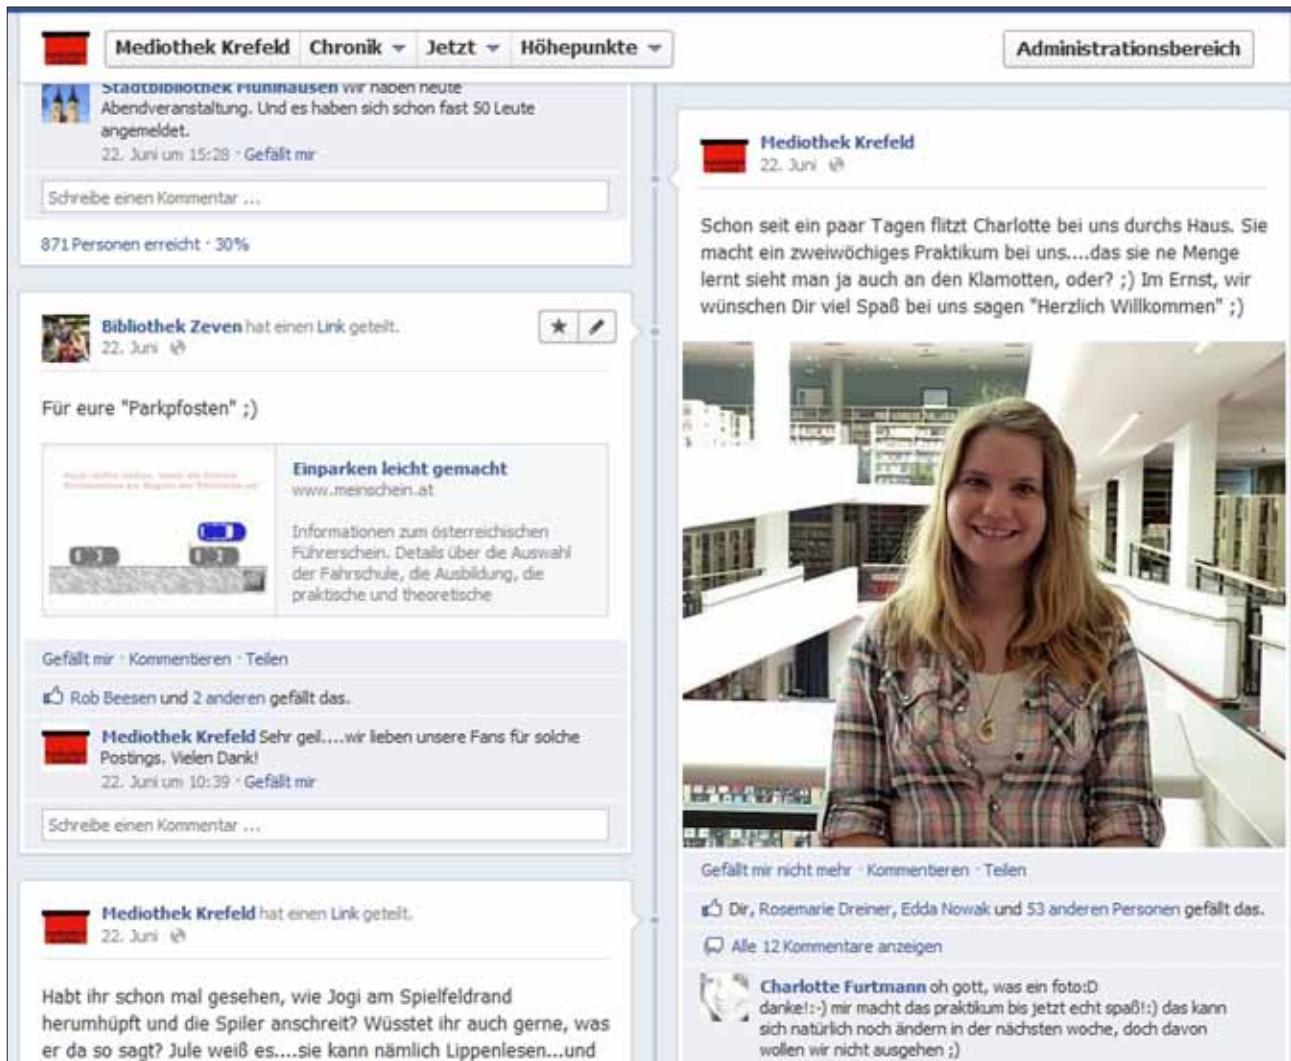 Mediothek Krefeld Chronik Jetzt Höhepunkte Administrationsbereich
Stadtbibliothek Mühlhausen Wir haben heute
Abendveranstaltung. Und es haben sich schon fast 50 Leute
angemeldet.
22. Juni um 15:28 · Gefällt mir
Schreibe einen Kommentar ...
871 Personen erreicht · 30%
Bibliothek Zeven hat einen Link geteilt.
22. Juni
Für eure "Parkpfosten" ;)
Einparken leicht gemacht
www.meinschein.at
Informationen zum österreichischen
Führerschein. Details über die Auswahl
der Fahrschule, die Ausbildung, die
praktische und theoretische
Gefällt mir · Kommentieren · Teilen
Rob Beesen und 2 anderen gefällt das.
Mediothek Krefeld Sehr geil....wir lieben unsere Fans für solche
Postings. Vielen Dank!
22. Juni um 10:39 · Gefällt mir
Schreibe einen Kommentar ...
Mediothek Krefeld hat einen Link geteilt.
22. Juni
Habt ihr schon mal gesehen, wie Jogi am Spielfeldrand
herumhüpft und die Spiler anschreit? Wüsstet ihr auch gerne, was
er da so sagt? Jule weiß es....sie kann nämlich Lippenlesen...und
Mediothek Krefeld
22. Juni
Schon seit ein paar Tagen flitzt Charlotte bei uns durchs Haus. Sie
macht ein zweiwöchiges Praktikum bei uns....das sie ne Menge
lernt sieht man ja auch an den Klamotten, oder? ;) Im Ernst, wir
wünschen Dir viel Spaß bei uns sagen "Herzlich Willkommen" ;)
Gefällt mir nicht mehr · Kommentieren · Teilen
Dir, Rosemarie Dreiner, Edda Nowak und 53 anderen Personen gefällt das.
Alle 12 Kommentare anzeigen
Charlotte Furtmann oh gott, was ein foto:D
danke!:-) mir macht das praktikum bis jetzt echt spaß!:) das kann
sich natürlich noch ändern in der nächsten woche, doch davon
wollen wir nicht ausgehen ;)